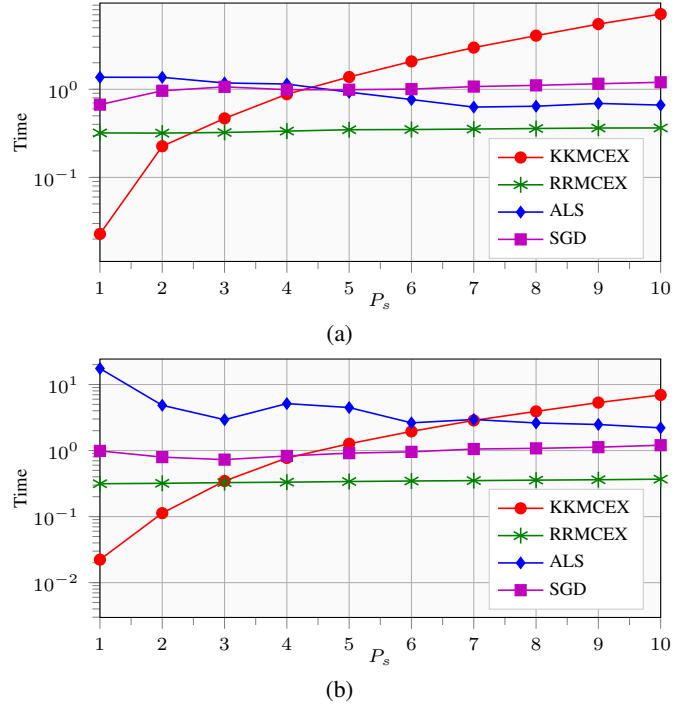 10^0
10^{-1}
Time
KKMCEX
RRMCEX
ALS
SGD
1 2 3 4 5 6 7 8 9 10
P_s
(a)
10^1
10^0
10^{-1}
10^{-2}
Time
KKMCEX
RRMCEX
ALS
SGD
1 2 3 4 5 6 7 8 9 10
P_s
(b)